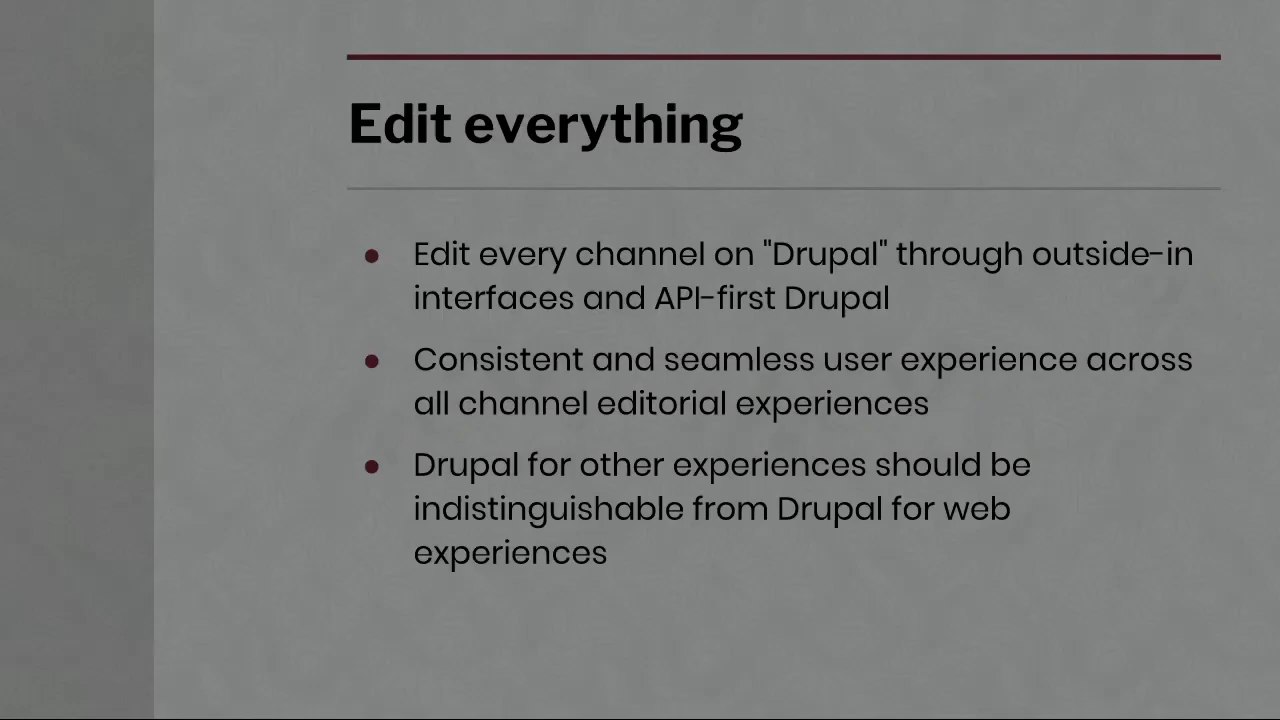 Edit everything
● Edit every channel on "Drupal" through outside-in
interfaces and API-first Drupal
● Consistent and seamless user experience across
all channel editorial experiences
● Drupal for other experiences should be
indistinguishable from Drupal for web
experiences